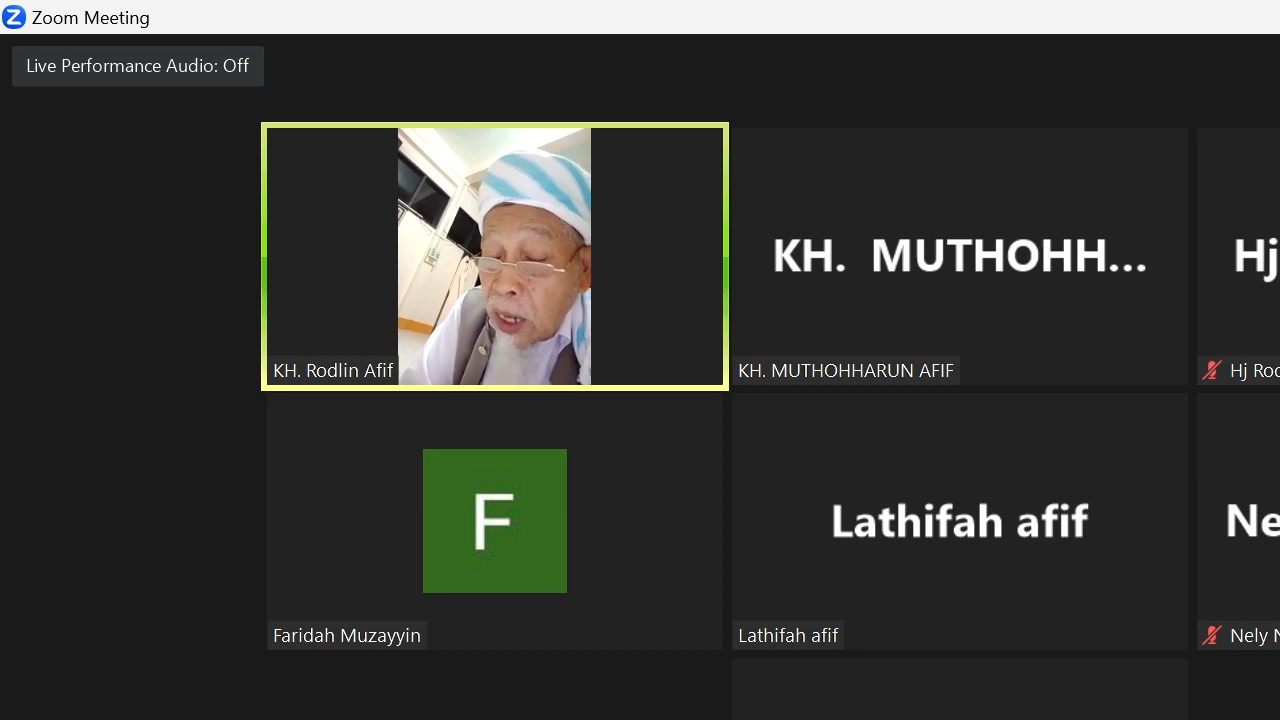 Zoom Meeting
Live Performance Audio: Off
KH. MUTHOHH...
Hj
KH. Rodlin Afif
KH. MUTHOHHARUN AFIF
Hj Rod
F
Lathifah afif
Ne
Faridah Muzayyin
Lathifah afif
Nely N